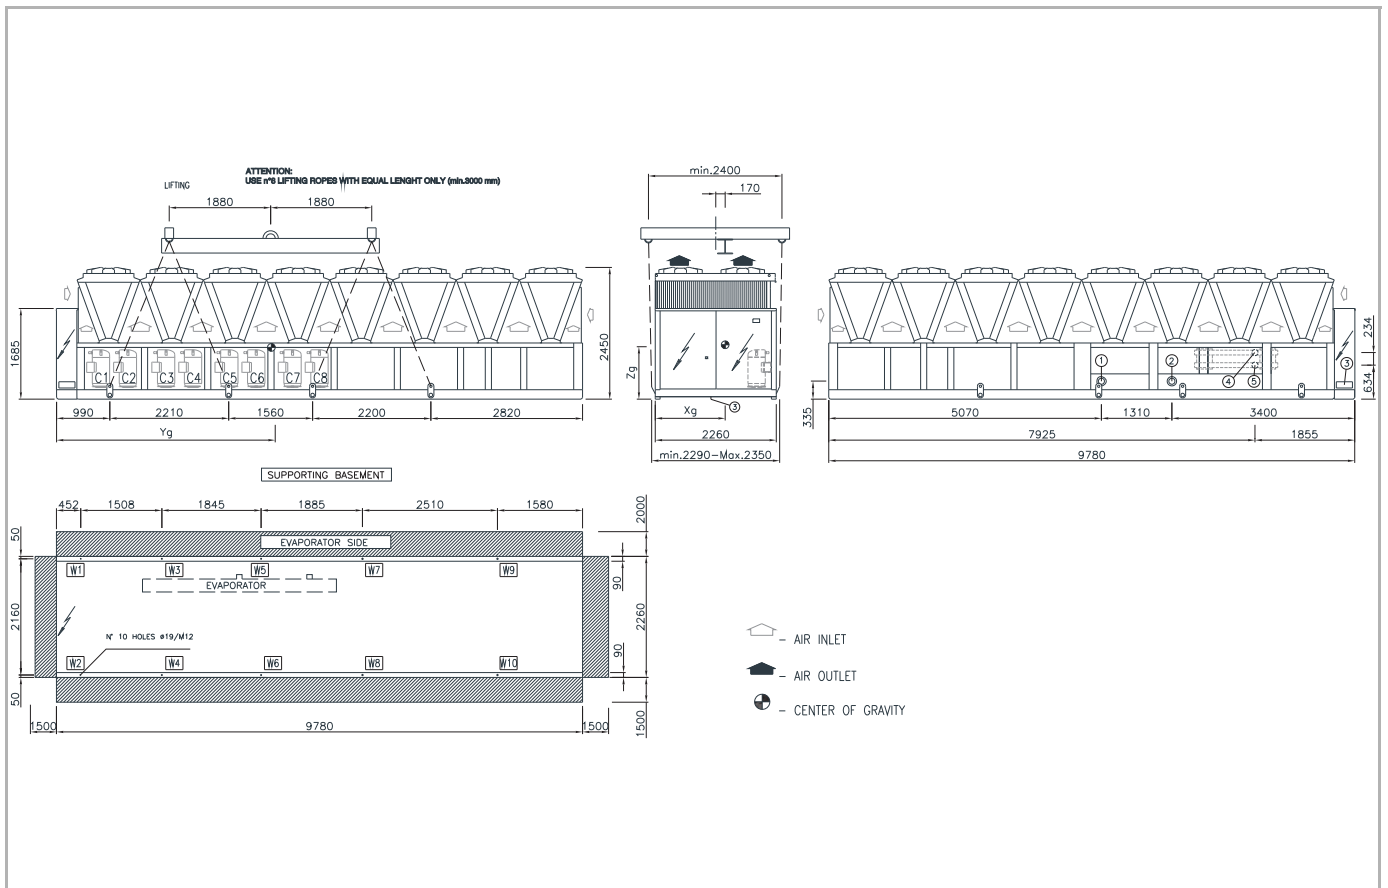 ATTENTION:
USE n°6 LIFTING ROPES WITH EQUAL LENGHT ONLY (min.3000 mm)
LIFTING
1880
1880
1685
2450
C1
C2
C3
C4
C5
C6
C7
C8
990
2210
1560
2200
2820
Yg
min.2400
170
Zg
Xg
3
2260
min.2290-Max.2350
1
2
3
4
5
234
634
335
5070
1310
3400
7925
1855
9780
SUPPORTING BASEMENT
452
1508
1845
1885
2510
1580
2000
50
EVAPORATOR SIDE
W1
W3
W5
W7
W9
EVAPORATOR
90
2160
2260
N° 10 HOLES ø19/M12
90
W2
W4
W6
W8
W10
50
1500
1500
9780
1500
- AIR INLET
- AIR OUTLET
- CENTER OF GRAVITY